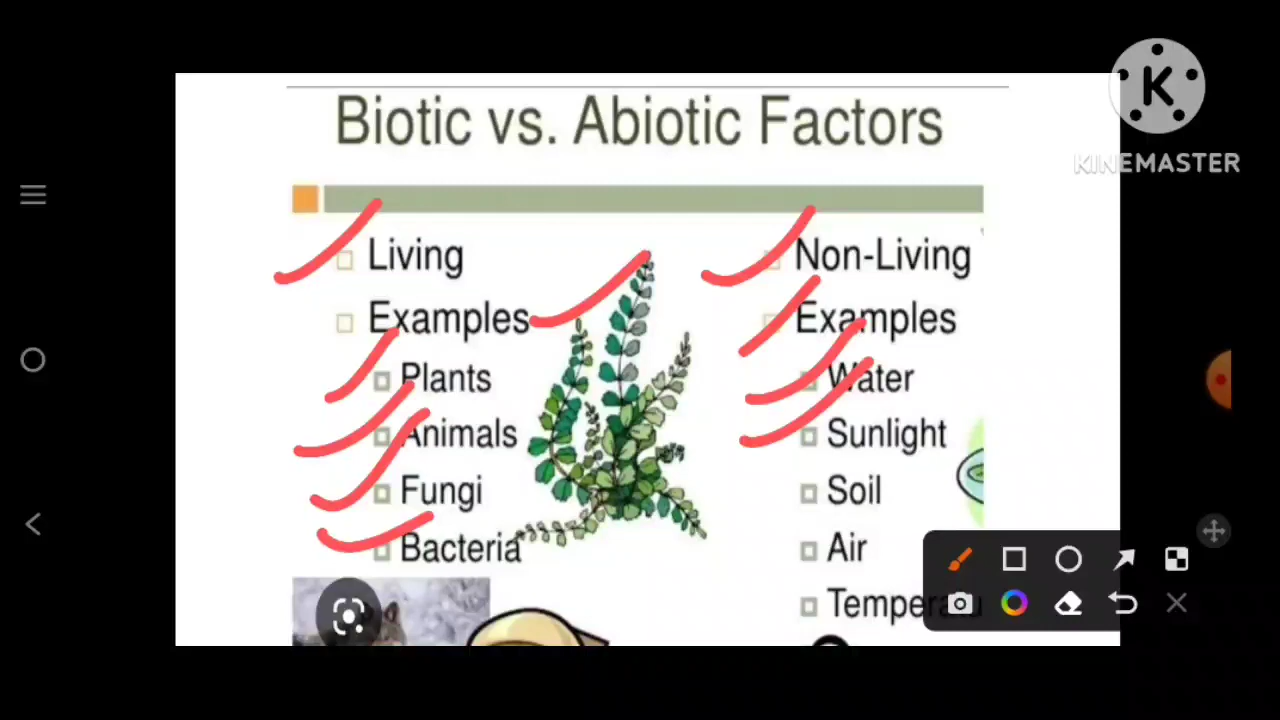 Biotic vs. Abiotic Factors
Living
Examples
Plants
Animals
Fungi
Bacteria
Non-Living
Examples
Water
Sunlight
Soil
Air
K
KINEMASTER